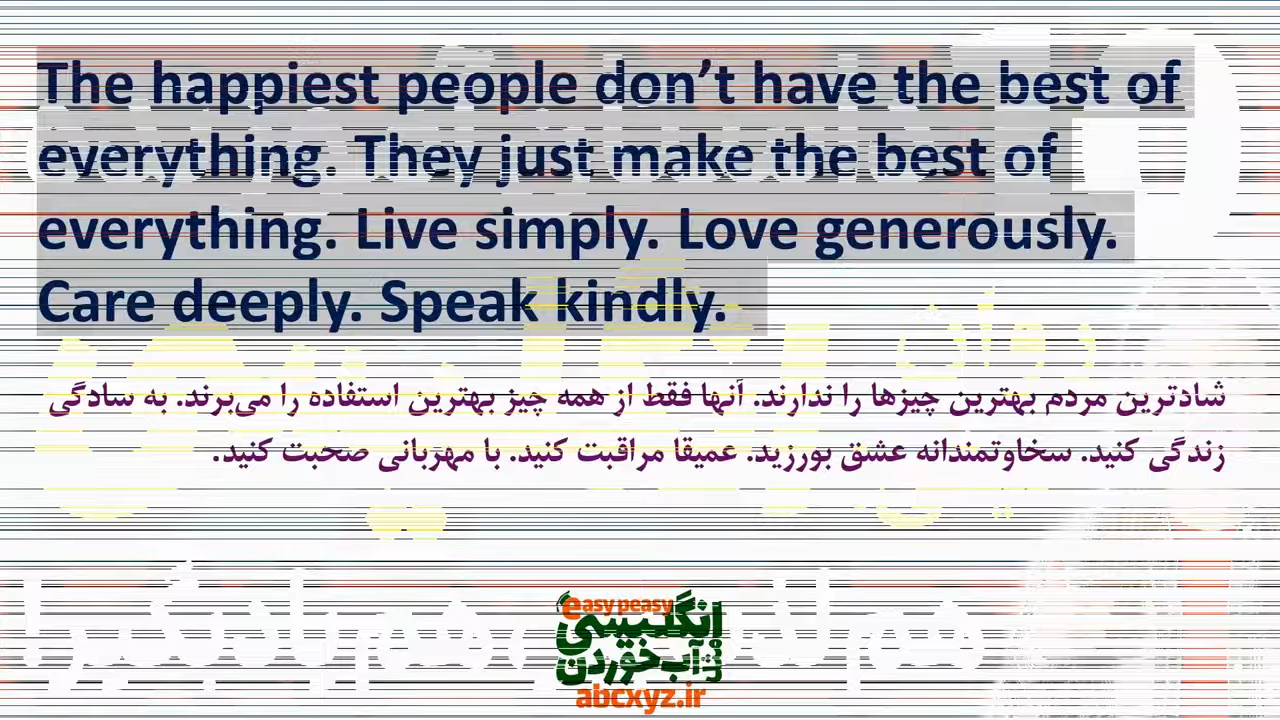 The happiest people don’t have the best of
everything. They just make the best of
everything. Live simply. Love generously.
Care deeply. Speak kindly.
شادترین مردم بهترین چیزها را ندارند. آنها فقط از همه چیز بهترین استفاده را می‌برند. به سادگی
زندگی کنید. سخاوتمندانه عشق بورزید. عمیقا مراقبت کنید. با مهربانی صحبت کنید.
easy peasy
انگلیسی
مثل آب خوردن
abcxyz.ir